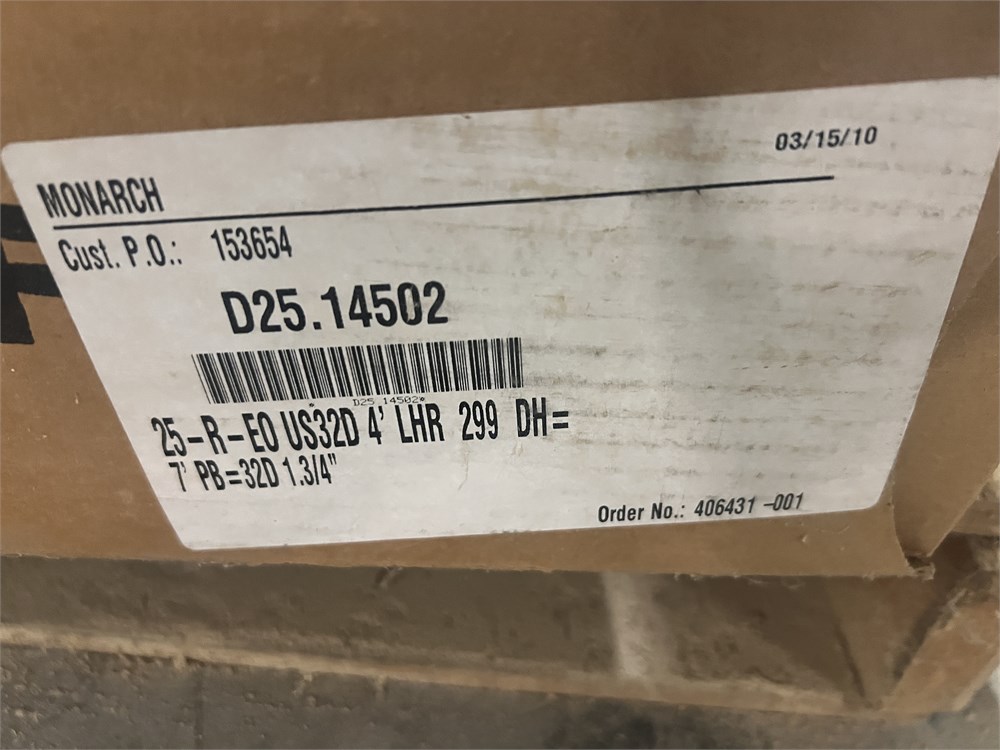 03/15/10
MONARCH
Cust. P.O.: 153654
D25.14502
*D25.14502*
25-R-EO US32D 4' LHR 299 DH=
7' PB=32D 1.3/4"
Order No.: 406431 -001